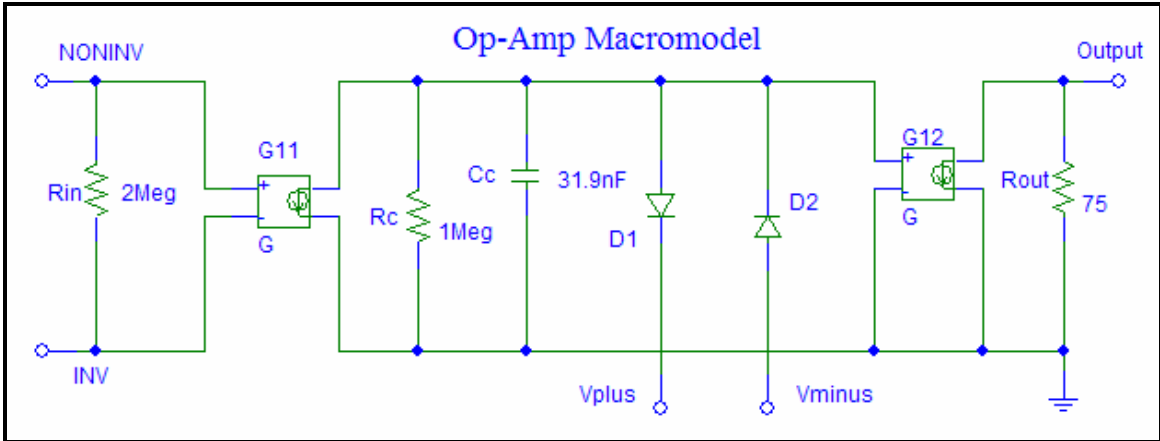 Op-Amp Macromodel
NONINV
Output
G11
G12
+
-
G
Rin
2Meg
Rc
1Meg
Cc
31.9nF
D1
D2
+
-
G
Rout
75
INV
Vplus
Vminus